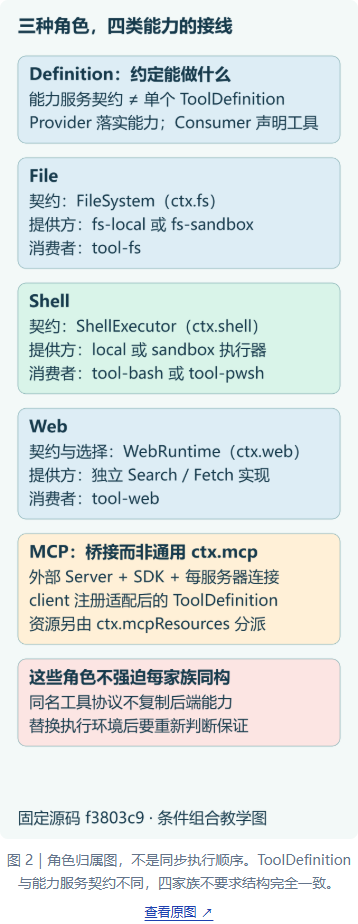 三种角色，四类能力的接线
Definition：约定能做什么
能力服务契约 ≠ 单个 ToolDefinition
Provider 落实能力；Consumer 声明工具
File
契约：FileSystem（ctx.fs）
提供方：fs-local 或 fs-sandbox
消费者：tool-fs
Shell
契约：ShellExecutor（ctx.shell）
提供方：local 或 sandbox 执行器
消费者：tool-bash 或 tool-pwsh
Web
契约与选择：WebRuntime（ctx.web）
提供方：独立 Search / Fetch 实现
消费者：tool-web
MCP：桥接而非通用 ctx.mcp
外部 Server + SDK + 每服务器连接
client 注册适配后的 ToolDefinition
资源另由 ctx.mcpResources 分派
这些角色不强迫每家族同构
同名工具协议不复制后端能力
替换执行环境后要重新判断保证
固定源码 f3803c9 · 条件组合教学图
图 2｜角色归属图，不是同步执行顺序。ToolDefinition
与能力服务契约不同，四家族不要求结构完全一致。
查看原图 ↗